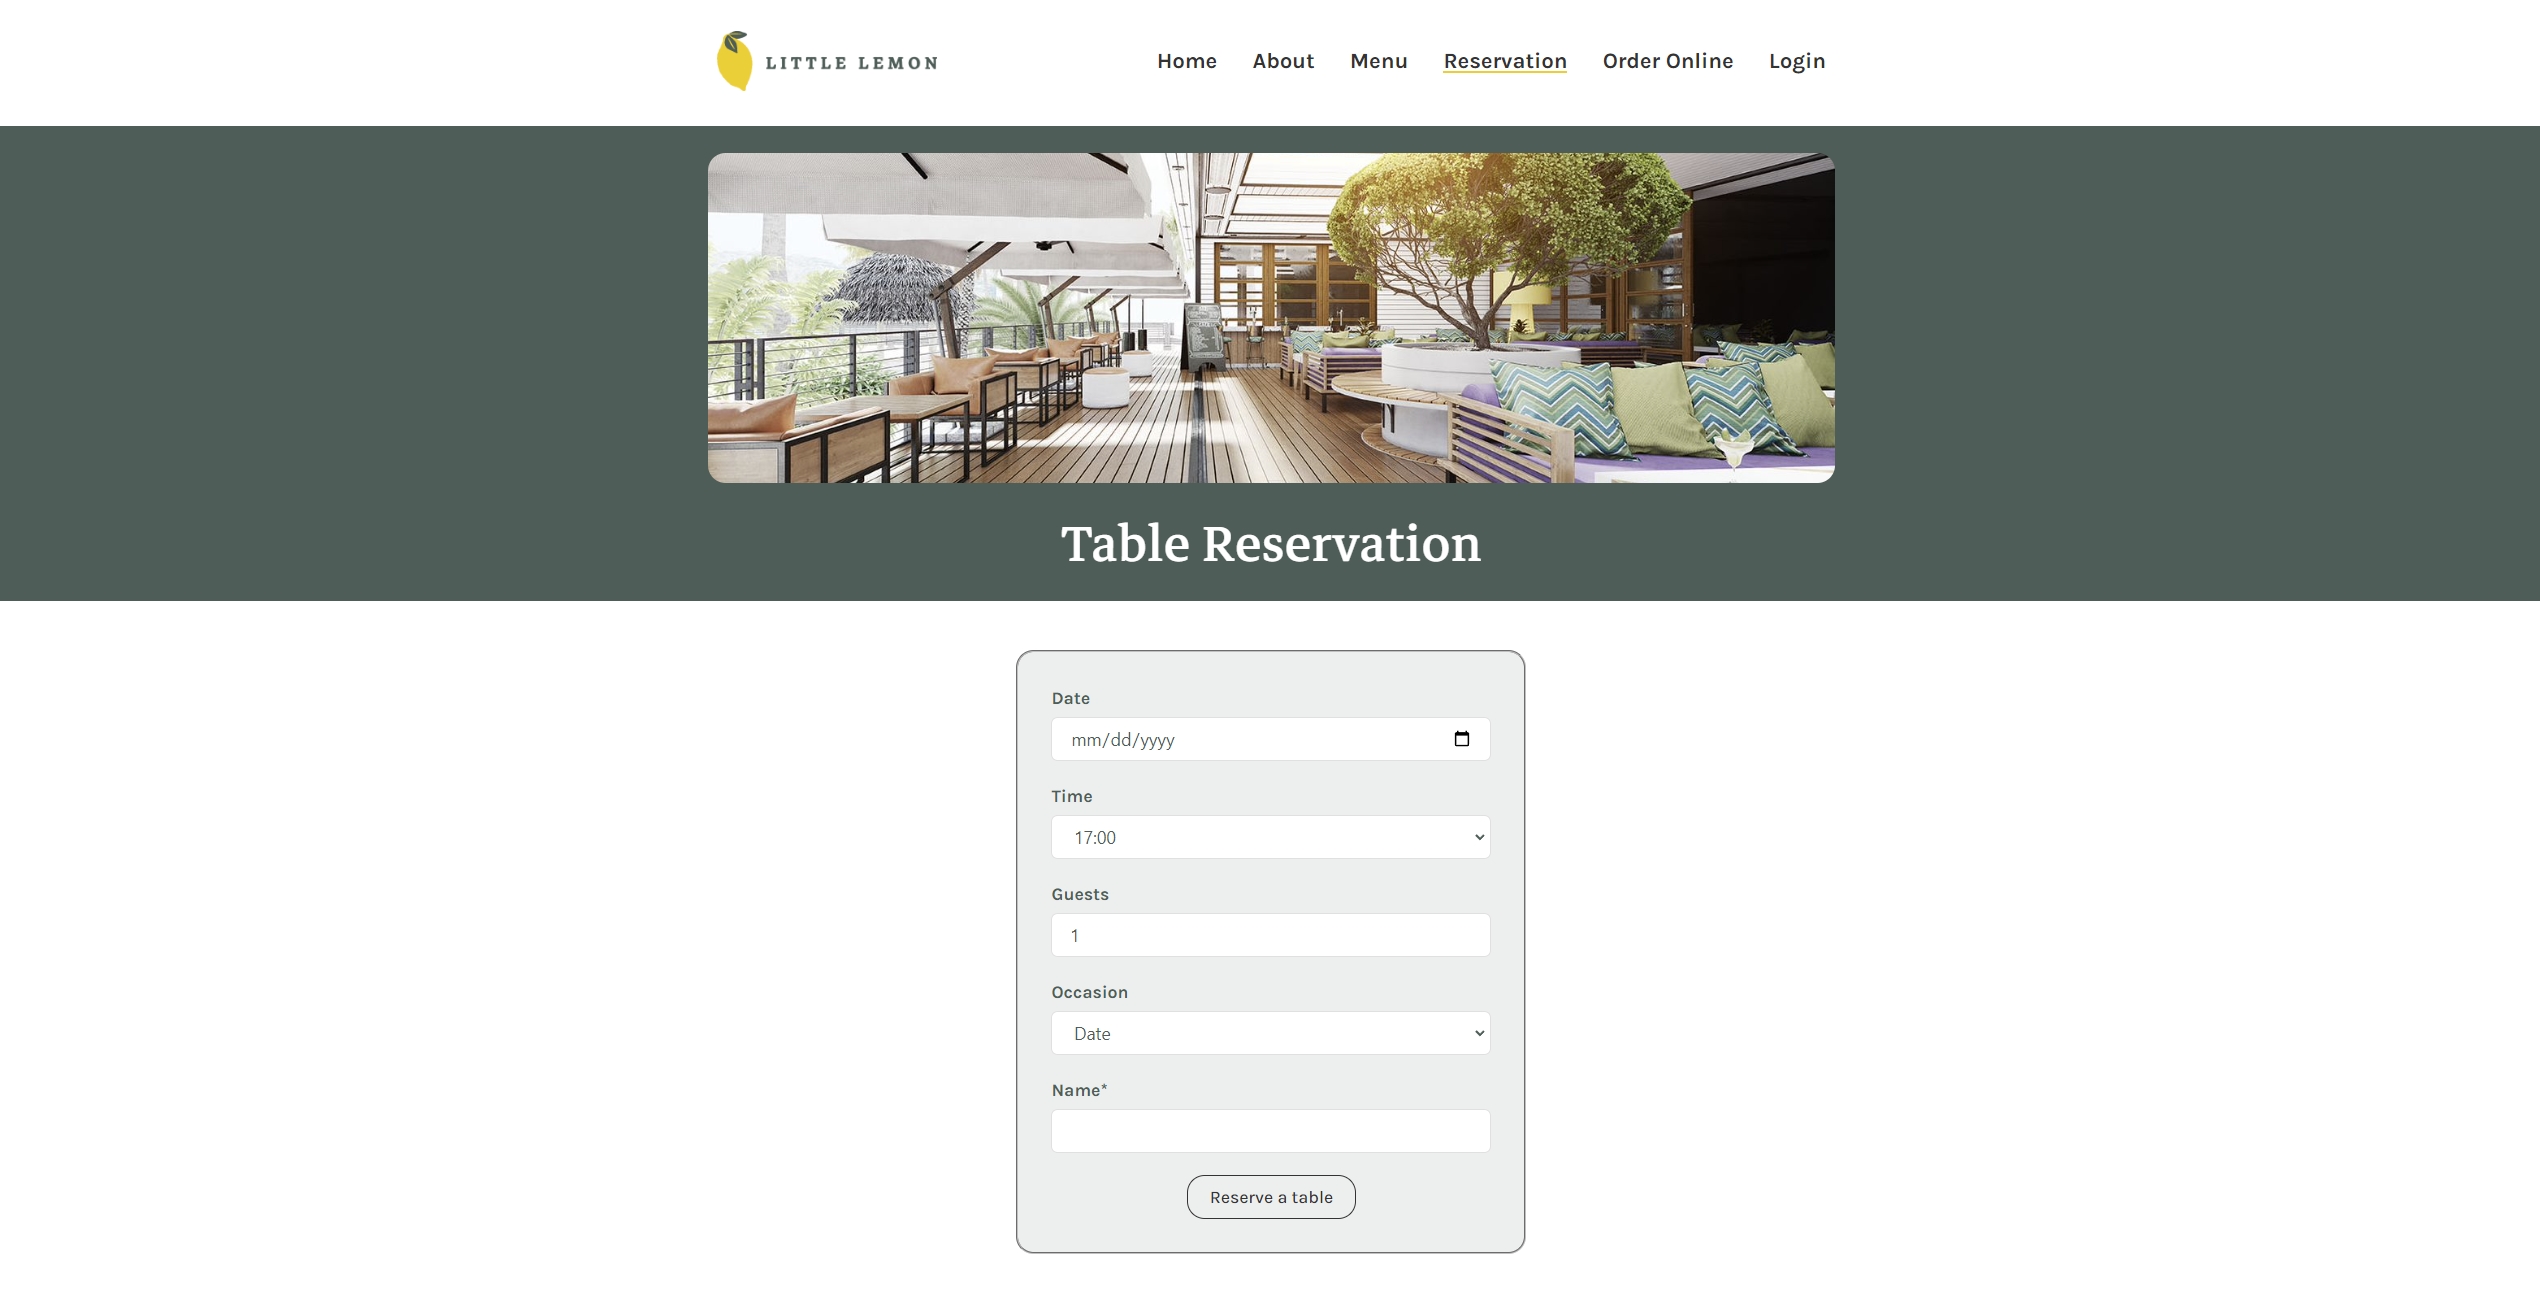 LITTLE LEMON
Home About Menu Reservation Order Online Login
Table Reservation
Date
mm/dd/yyyy
Time
17:00
Guests
1
Occasion
Date
Name*
Reserve a table